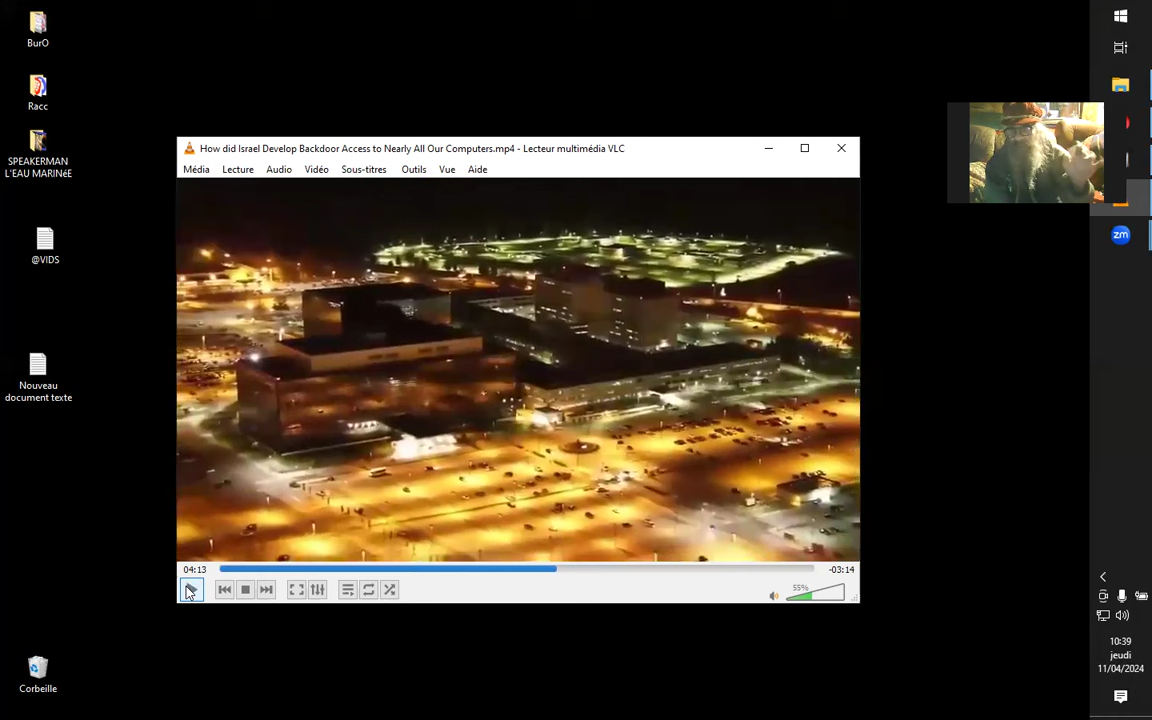 BurO
Racc
SPEAKERMAN
L'EAU MARINéE
@VIDS
Nouveau
document texte
Corbeille
How did Israel Develop Backdoor Access to Nearly All Our Computers.mp4 - Lecteur multimédia VLC
Média Lecture Audio Vidéo Sous-titres Outils Vue Aide
04:13
-03:14
55%
zm
10:39
jeudi
11/04/2024